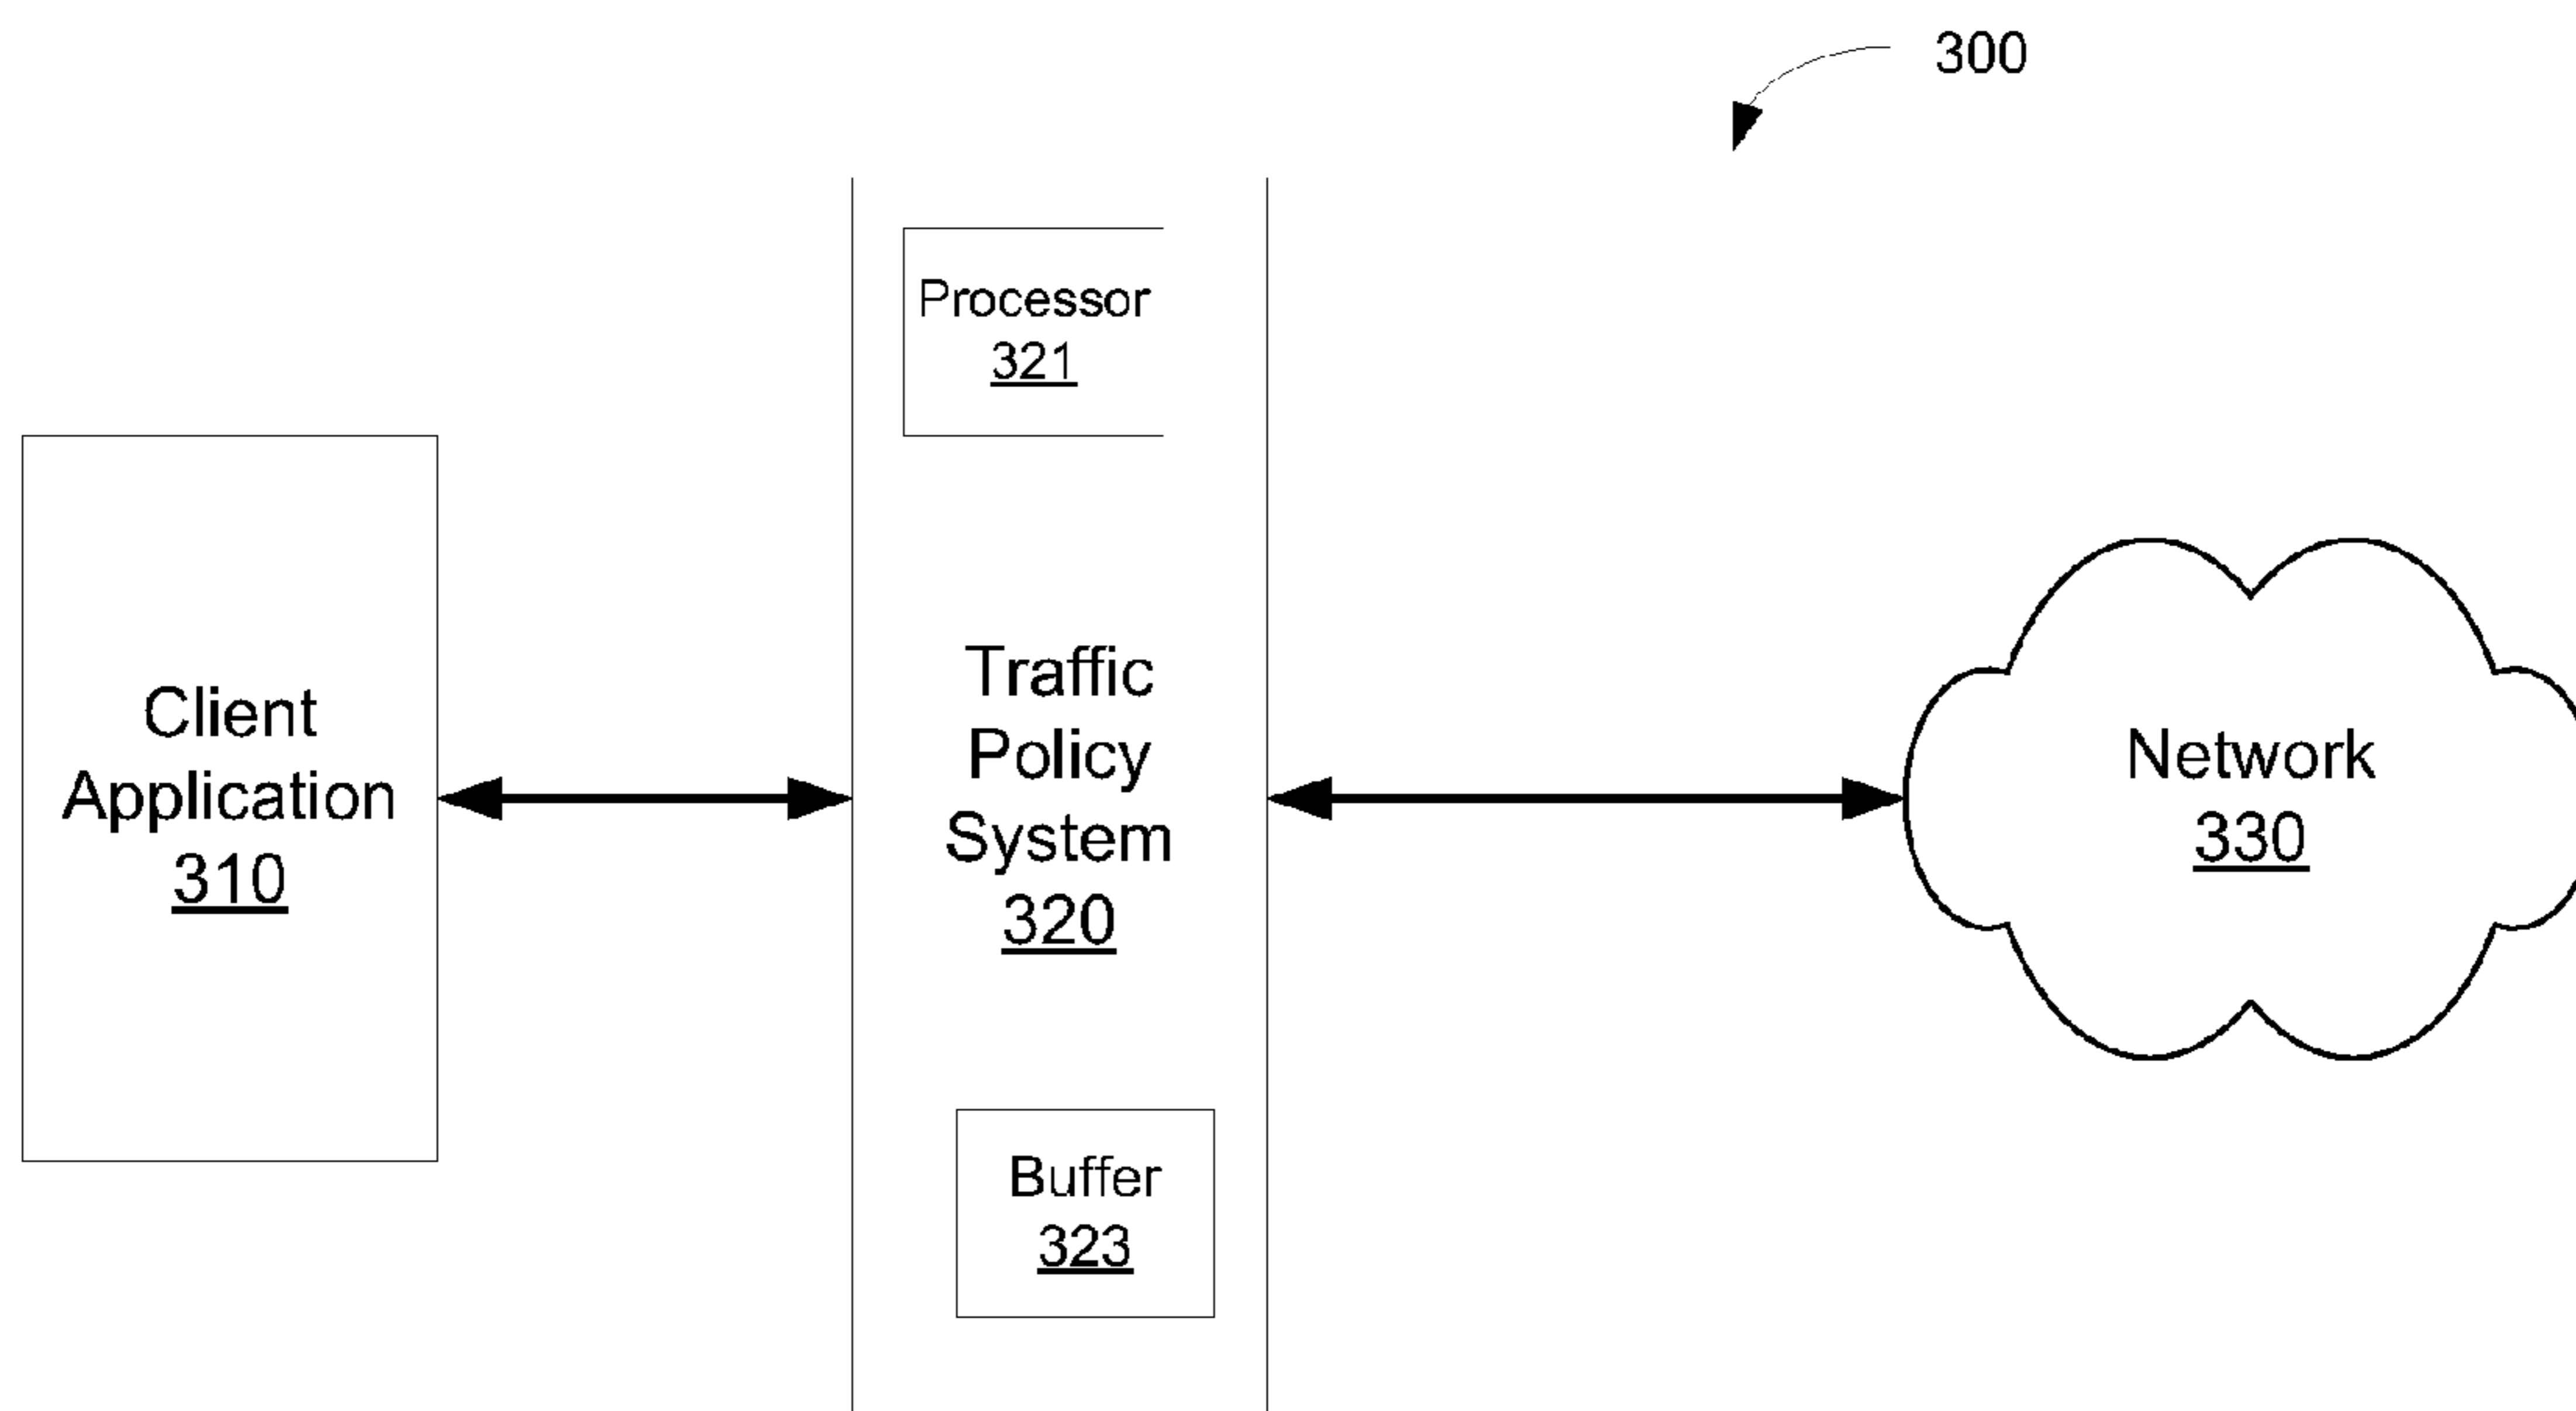 300
Processor
321
Client
Application
310
Traffic
Policy
System
320
Network
330
Buffer
323